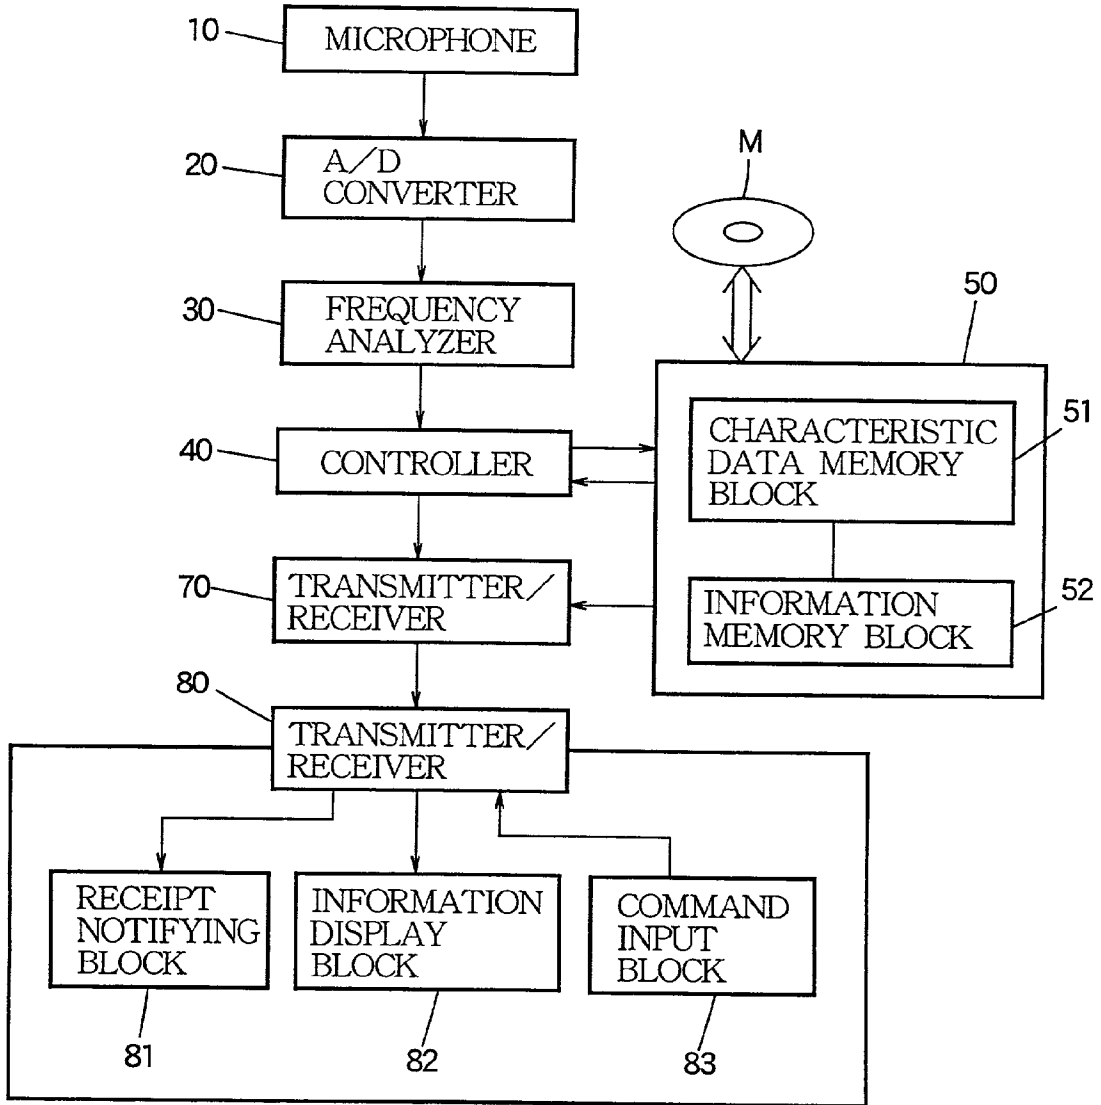 10
MICROPHONE
20
A/D
CONVERTER
M
30
FREQUENCY
ANALYZER
50
51
CHARACTERISTIC
DATA MEMORY
BLOCK
40
CONTROLLER
70
TRANSMITTER/
RECEIVER
INFORMATION
MEMORY BLOCK
52
80
TRANSMITTER/
RECEIVER
RECEIPT
NOTIFYING
BLOCK
INFORMATION
DISPLAY
BLOCK
COMMAND
INPUT
BLOCK
81
82
83